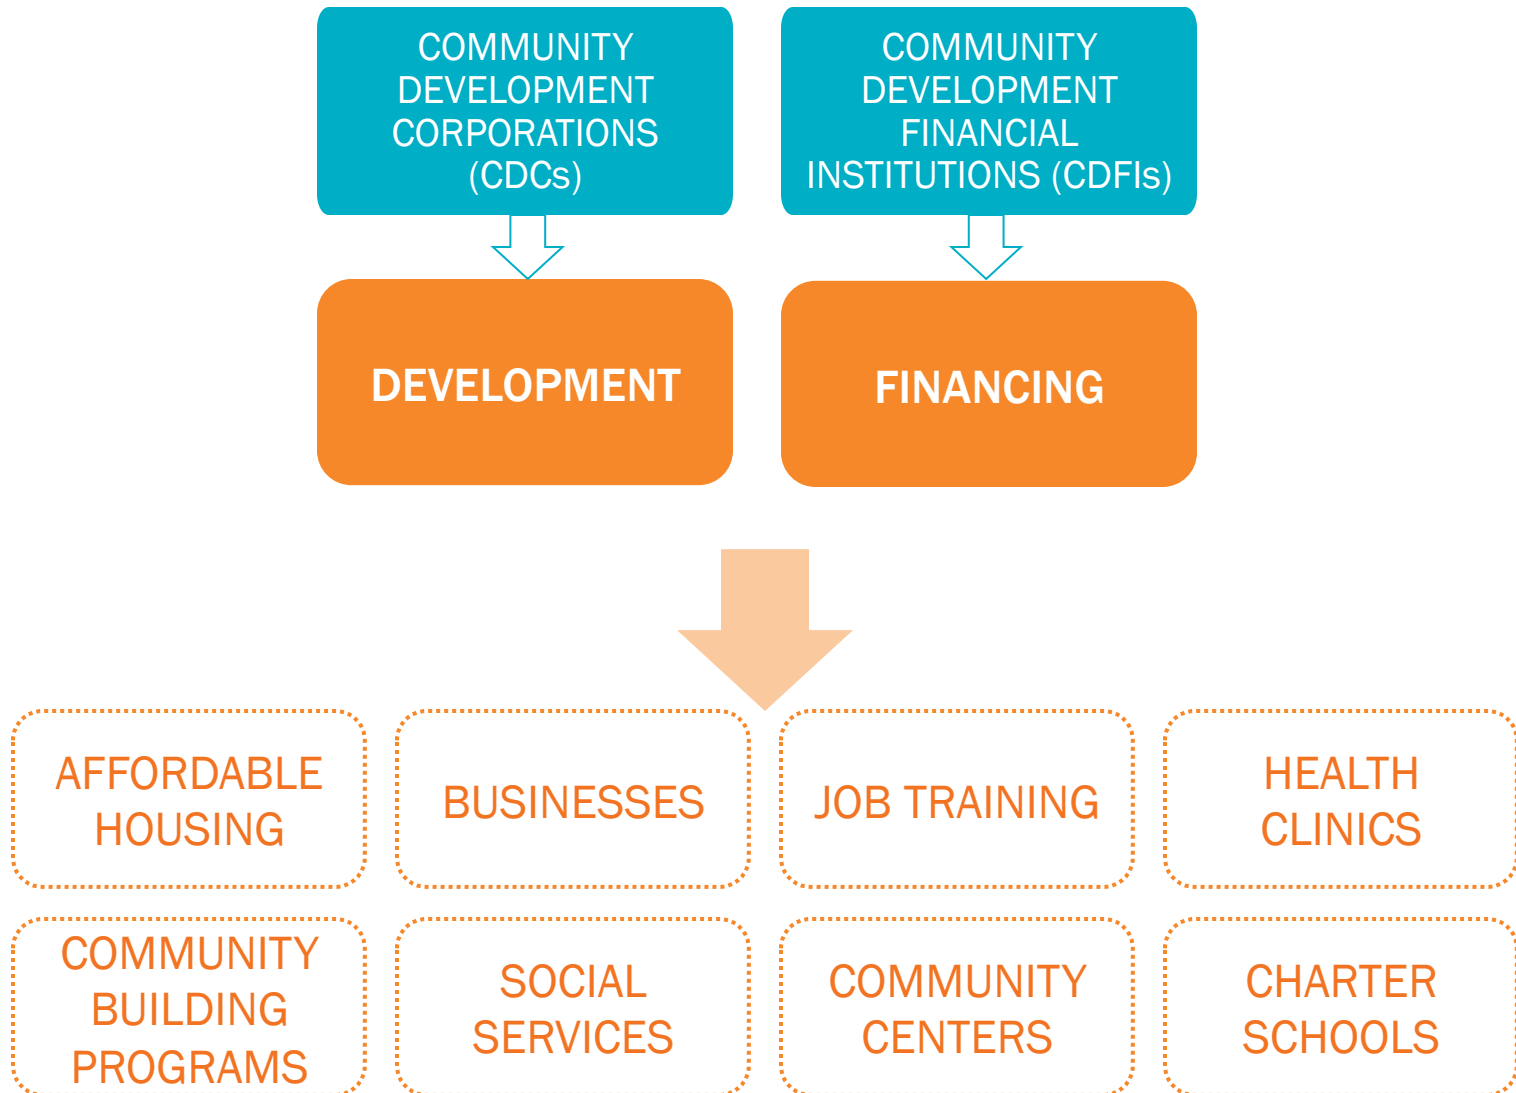 COMMUNITY
DEVELOPMENT
CORPORATIONS
(CDCs)
COMMUNITY
DEVELOPMENT
FINANCIAL
INSTITUTIONS (CDFIs)
DEVELOPMENT
FINANCING
AFFORDABLE
HOUSING
BUSINESSES
JOB TRAINING
HEALTH
CLINICS
COMMUNITY
BUILDING
PROGRAMS
SOCIAL
SERVICES
COMMUNITY
CENTERS
CHARTER
SCHOOLS